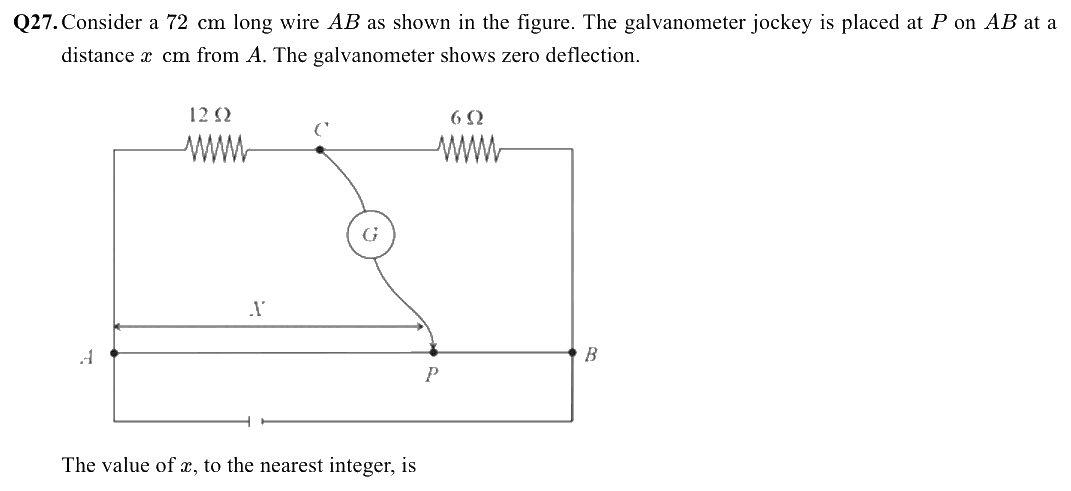 Q27. Consider a 72 cm long wire AB as shown in the figure. The galvanometer jockey is placed at P on AB at a
distance x cm from A. The galvanometer shows zero deflection.
12 Ω
6 Ω
C
G
X
A
B
P
The value of x, to the nearest integer, is